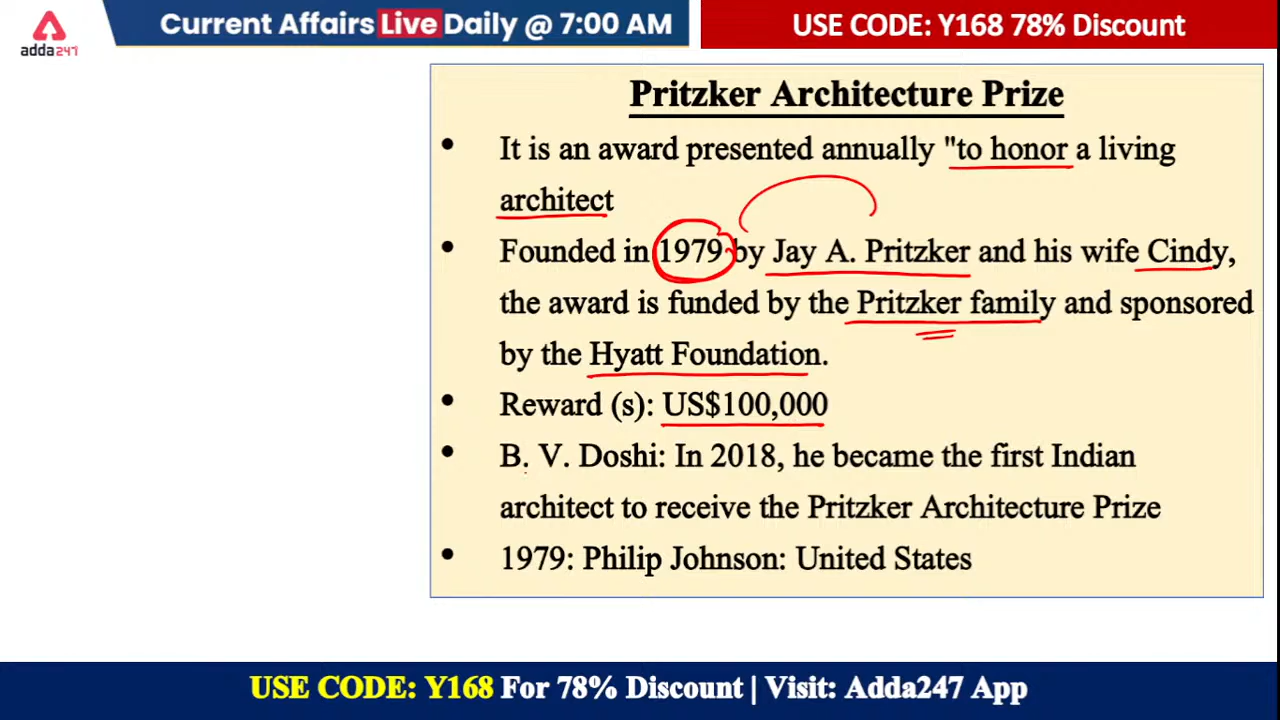 Current Affairs Live Daily @ 7:00 AM
USE CODE: Y168 78% Discount
adda247
Pritzker Architecture Prize
• It is an award presented annually "to honor a living
architect
• Founded in 1979 by Jay A. Pritzker and his wife Cindy,
the award is funded by the Pritzker family and sponsored
by the Hyatt Foundation.
• Reward (s): US$100,000
• B. V. Doshi: In 2018, he became the first Indian
architect to receive the Pritzker Architecture Prize
• 1979: Philip Johnson: United States
USE CODE: Y168 For 78% Discount | Visit: Adda247 App